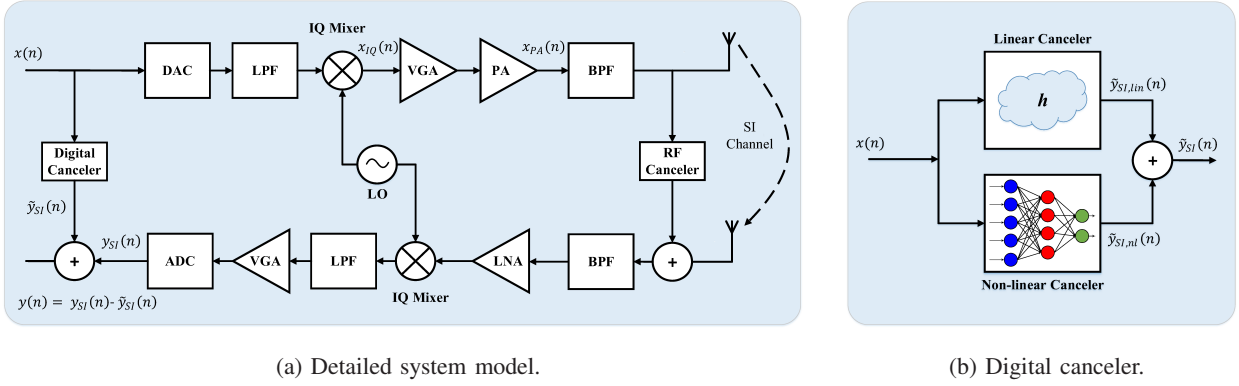 IQ Mixer
x(n)
x_{IQ}(n)
x_{PA}(n)
DAC
LPF
VGA
PA
BPF
SI
Channel
Digital
Canceler
RF
Canceler
LO
ỹ_{SI}(n)
y_{SI}(n)
+
ADC
VGA
LPF
IQ Mixer
LNA
BPF
+
y(n) = y_{SI}(n)- ỹ_{SI}(n)
(a) Detailed system model.
Linear Canceler
h
ỹ_{SI,lin}(n)
x(n)
+
ỹ_{SI}(n)
ỹ_{SI,nl}(n)
Non-linear Canceler
(b) Digital canceler.